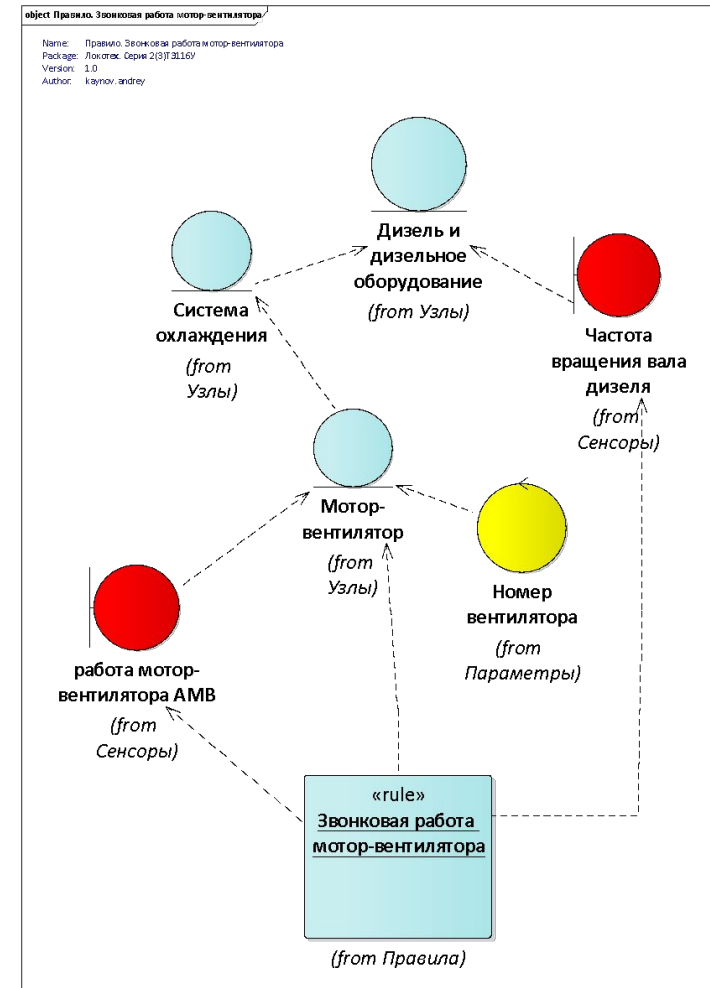 object Правило. Звонковая работа мотор-вентилятора
Name: Правило. Звонковая работа мотор-вентилятора
Package: Локотех. Серия 2(3)ТЭ116У
Version: 1.0
Author: kaynov.andrey
Дизель и
дизельное
оборудование
(from Узлы)
Система
охлаждения
(from
Узлы)
Частота
вращения вала
дизеля
(from
Сенсоры)
Мотор-
вентилятор
(from
Узлы)
Номер
вентилятора
(from
Параметры)
работа мотор-
вентилятора АМВ
(from
Сенсоры)
«rule»
Звонковая работа
мотор-вентилятора
(from Правила)